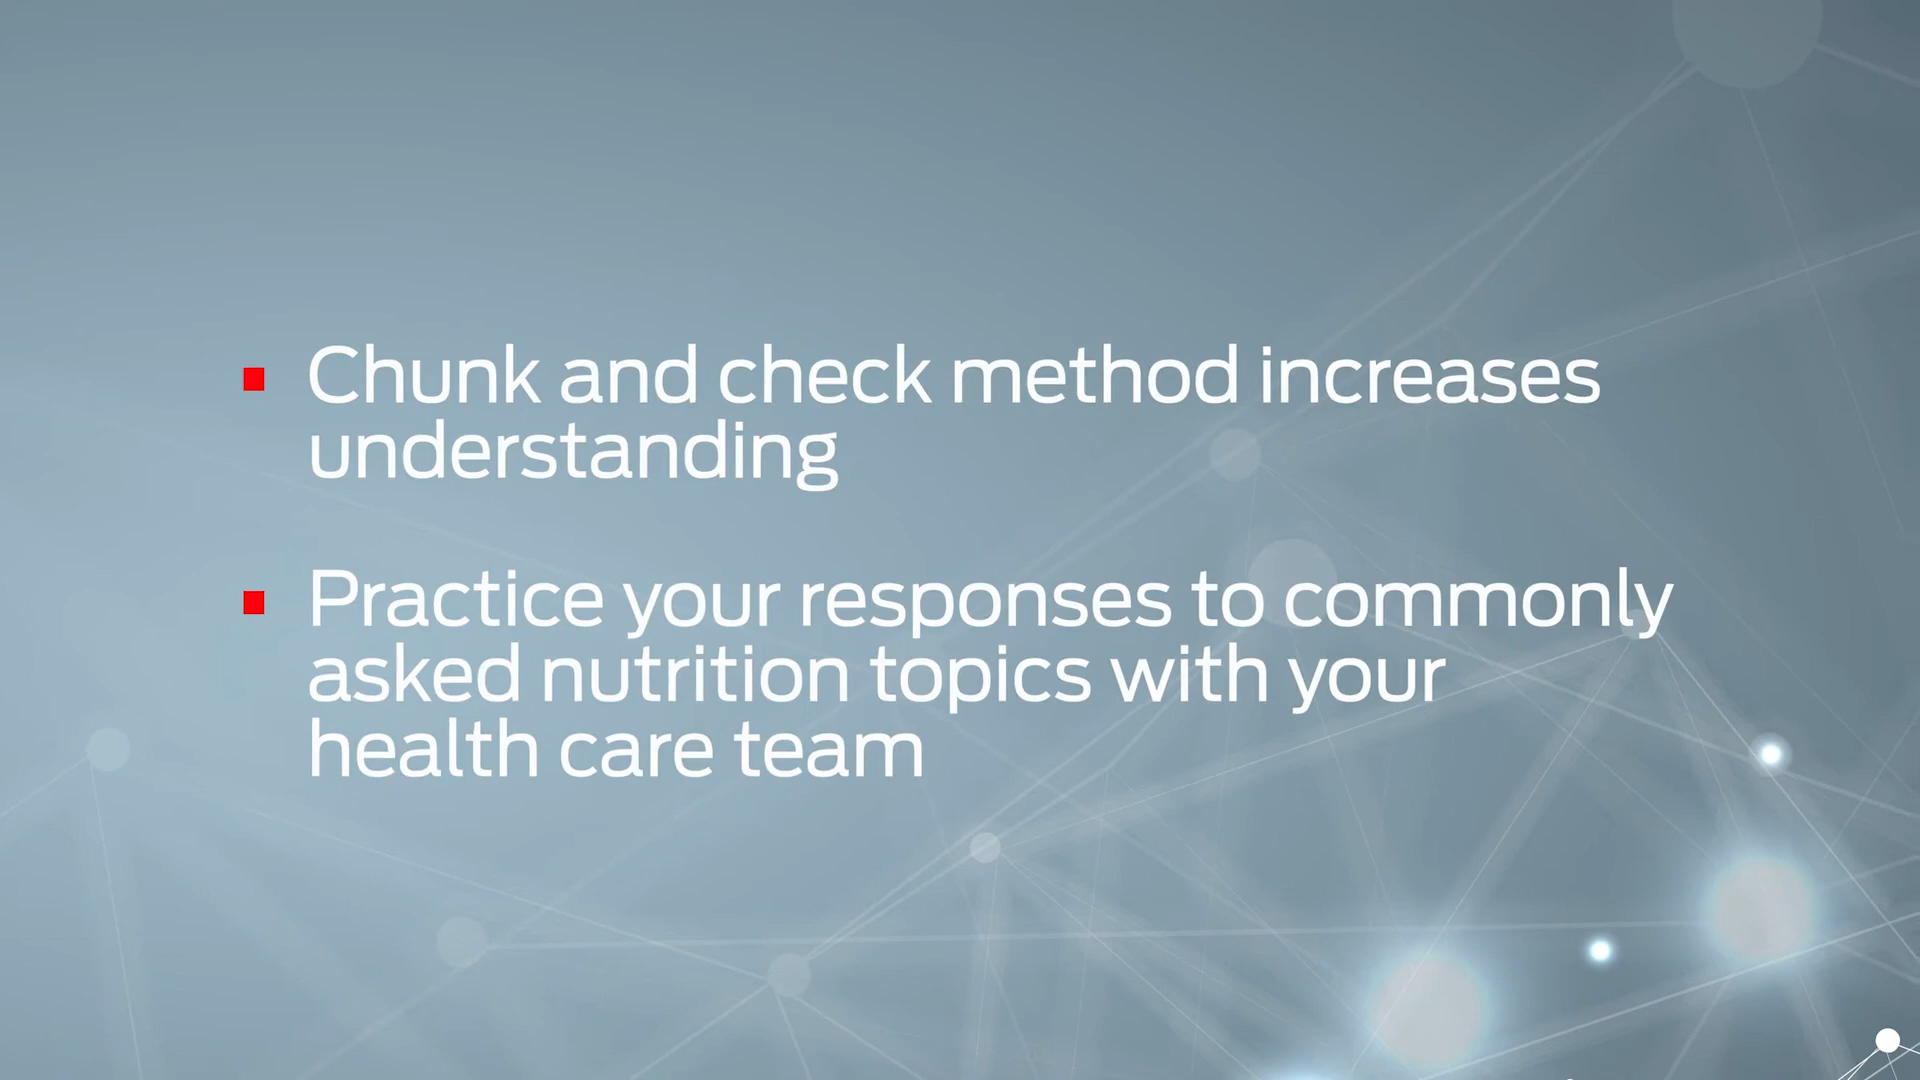 Chunk and check method increases
understanding
Practice your responses to commonly
asked nutrition topics with your
health care team